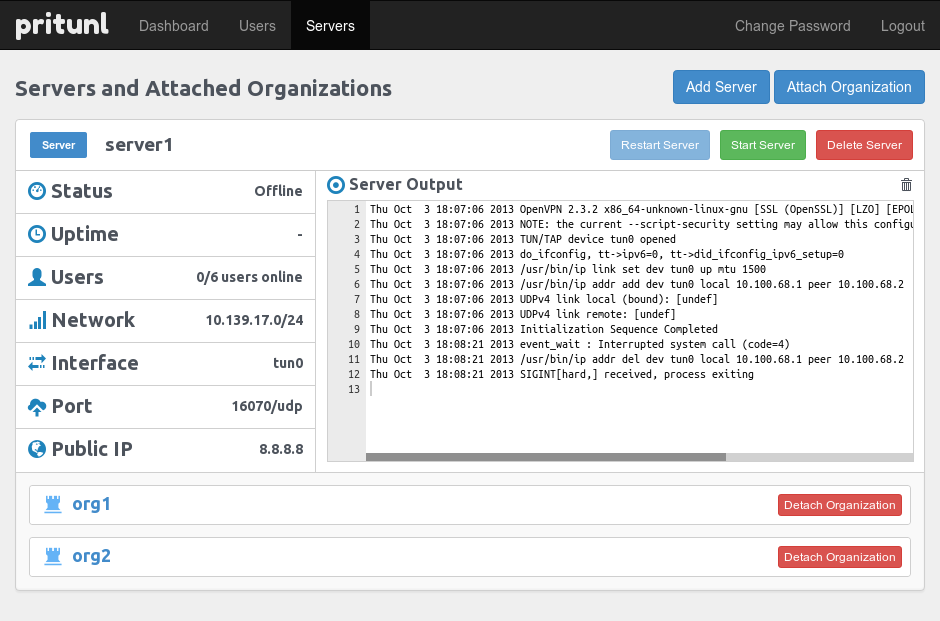 pritunl Dashboard Users Servers Change Password Logout
Servers and Attached Organizations Add Server Attach Organization
Server server1 Restart Server Start Server Delete Server
Status Offline
Uptime -
Users 0/6 users online
Network 10.139.17.0/24
Interface tun0
Port 16070/udp
Public IP 8.8.8.8
Server Output
1 Thu Oct  3 18:07:06 2013 OpenVPN 2.3.2 x86_64-unknown-linux-gnu [SSL (OpenSSL)] [LZO] [EPOL
2 Thu Oct  3 18:07:06 2013 NOTE: the current --script-security setting may allow this configu
3 Thu Oct  3 18:07:06 2013 TUN/TAP device tun0 opened
4 Thu Oct  3 18:07:06 2013 do_ifconfig, tt->ipv6=0, tt->did_ifconfig_ipv6_setup=0
5 Thu Oct  3 18:07:06 2013 /usr/bin/ip link set dev tun0 up mtu 1500
6 Thu Oct  3 18:07:06 2013 /usr/bin/ip addr add dev tun0 local 10.100.68.1 peer 10.100.68.2
7 Thu Oct  3 18:07:06 2013 UDPv4 link local (bound): [undef]
8 Thu Oct  3 18:07:06 2013 UDPv4 link remote: [undef]
9 Thu Oct  3 18:07:06 2013 Initialization Sequence Completed
10 Thu Oct  3 18:08:21 2013 event_wait : Interrupted system call (code=4)
11 Thu Oct  3 18:08:21 2013 /usr/bin/ip addr del dev tun0 local 10.100.68.1 peer 10.100.68.2
12 Thu Oct  3 18:08:21 2013 SIGINT[hard,] received, process exiting
13
org1 Detach Organization
org2 Detach Organization